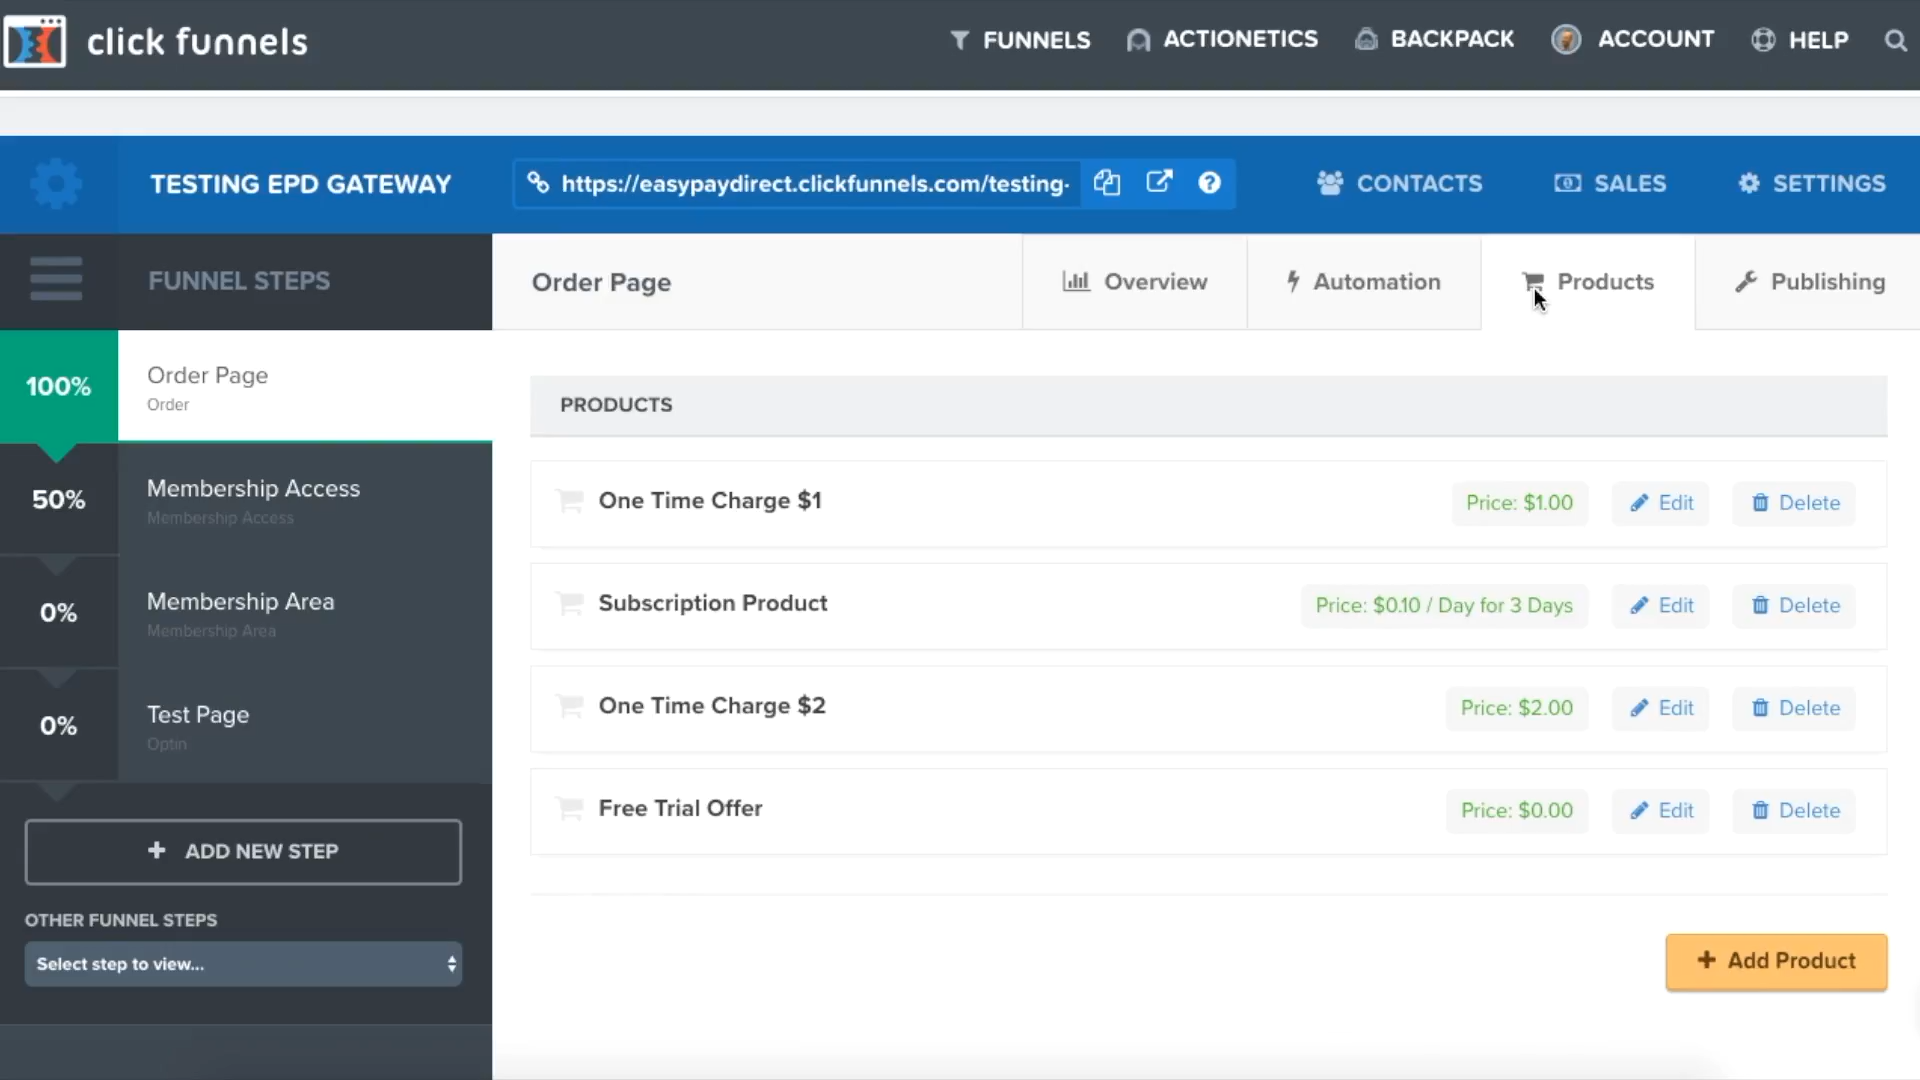 click funnels
FUNNELS
ACTIONETICS
BACKPACK
ACCOUNT
HELP
TESTING EPD GATEWAY
https://easypaydirect.clickfunnels.com/testing-
CONTACTS
SALES
SETTINGS
FUNNEL STEPS
Order Page
Overview
Automation
Products
Publishing
100%
Order Page
Order
50%
Membership Access
Membership Access
0%
Membership Area
Membership Area
0%
Test Page
Optin
+ ADD NEW STEP
OTHER FUNNEL STEPS
Select step to view...
PRODUCTS
One Time Charge $1
Price: $1.00
Edit
Delete
Subscription Product
Price: $0.10 / Day for 3 Days
Edit
Delete
One Time Charge $2
Price: $2.00
Edit
Delete
Free Trial Offer
Price: $0.00
Edit
Delete
+ Add Product